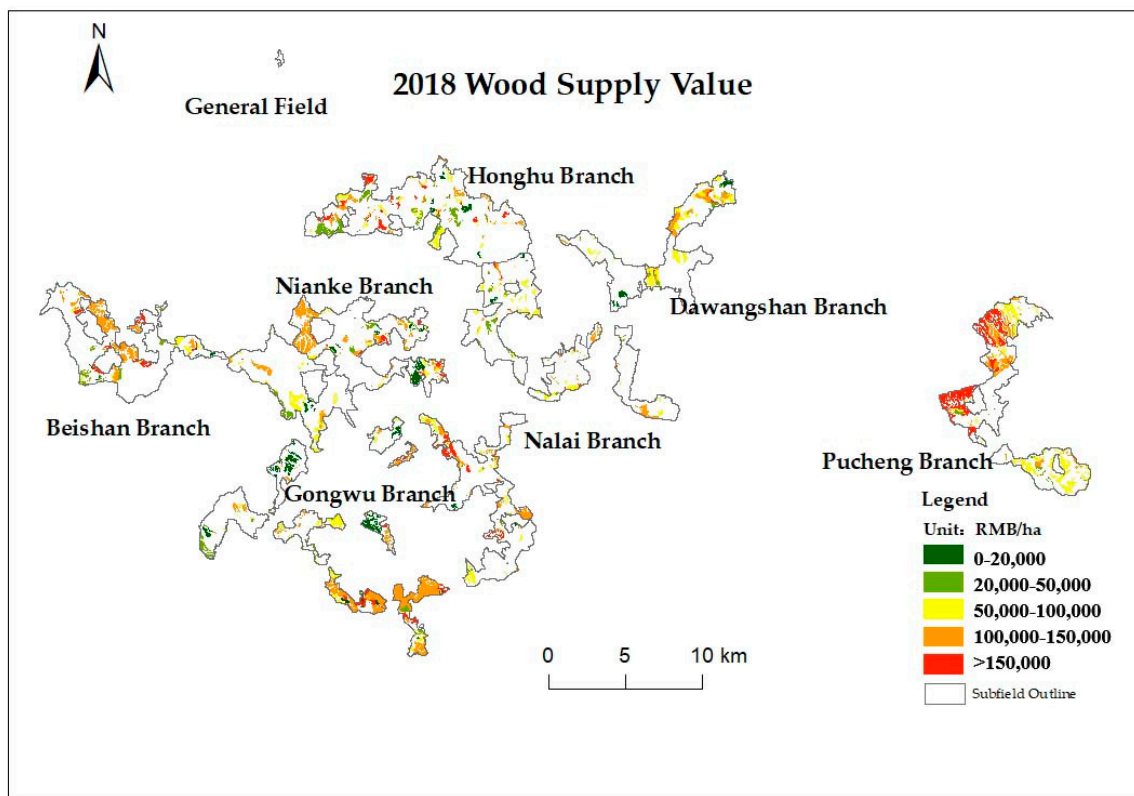 N
2018 Wood Supply Value
General Field
Honghu Branch
Nianke Branch
Dawangshan Branch
Beishan Branch
Nalai Branch
Pucheng Branch
Gongwu Branch
Legend
Unit: RMB/ha
0-20,000
20,000-50,000
50,000-100,000
100,000-150,000
>150,000
Subfield Outline
0 5 10 km